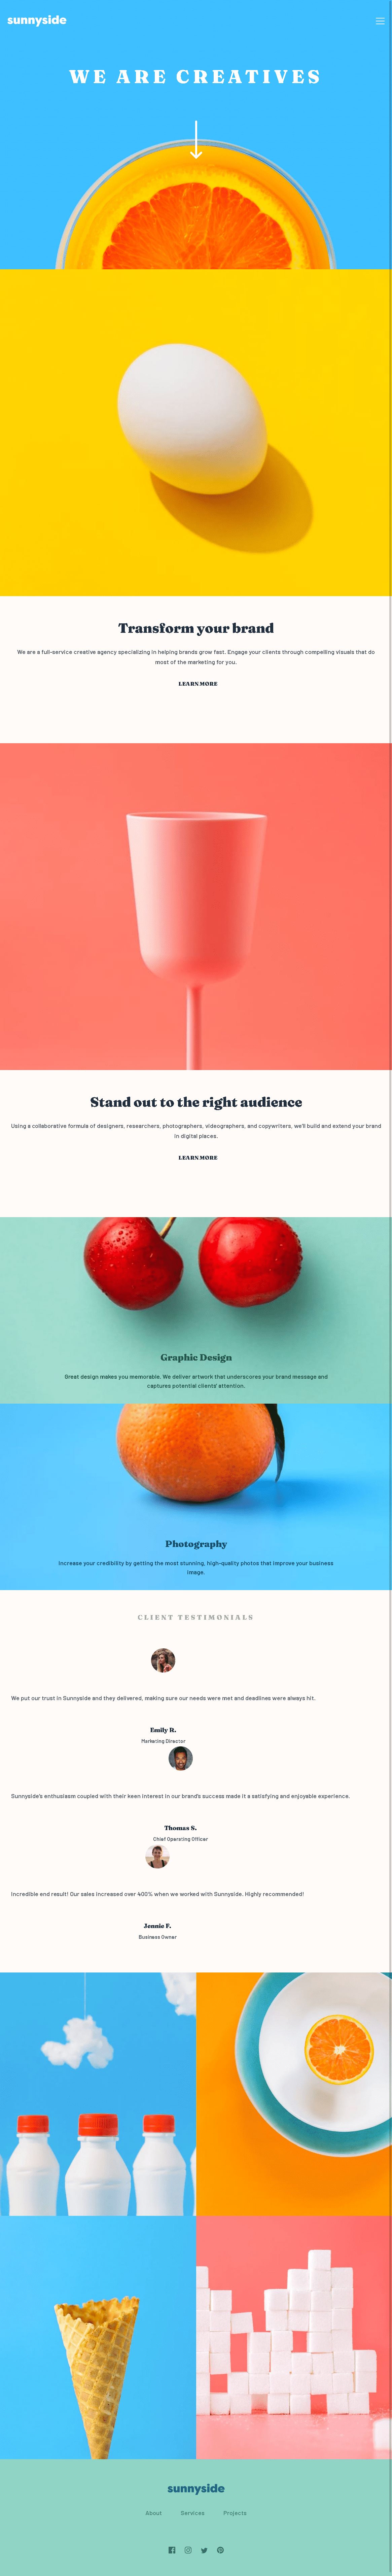 sunnyside
WE ARE CREATIVES
Transform your brand
We are a full-service creative agency specializing in helping brands grow fast. Engage your clients through compelling visuals that do
most of the marketing for you.
LEARN MORE
Stand out to the right audience
Using a collaborative formula of designers, researchers, photographers, videographers, and copywriters, we'll build and extend your brand
in digital places.
LEARN MORE
Graphic Design
Great design makes you memorable. We deliver artwork that underscores your brand message and
captures potential clients' attention.
Photography
Increase your credibility by getting the most stunning, high-quality photos that improve your business
image.
CLIENT TESTIMONIALS
We put our trust in Sunnyside and they delivered, making sure our needs were met and deadlines were always hit.
Emily R.
Marketing Director
Sunnyside's enthusiasm coupled with their keen interest in our brand's success made it a satisfying and enjoyable experience.
Thomas S.
Chief Operating Officer
Incredible end result! Our sales increased over 400% when we worked with Sunnyside. Highly recommended!
Jennie F.
Business Owner
sunnyside
About Services Projects